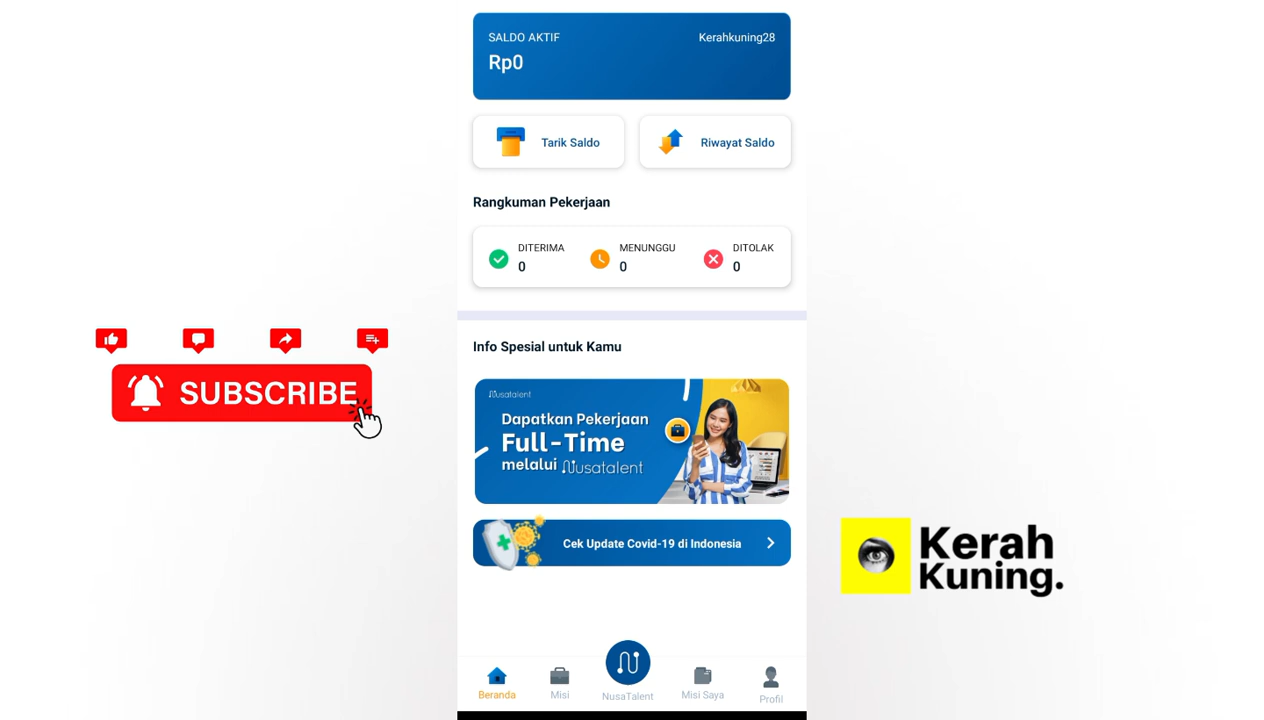 SALDO AKTIF
Kerahkuning28
Rp0
Tarik Saldo
Riwayat Saldo
Rangkuman Pekerjaan
DITERIMA
0
MENUNGGU
0
DITOLAK
0
Info Spesial untuk Kamu
Nusatalent
Dapatkan Pekerjaan
Full-Time
melalui Nusatalent
Cek Update Covid-19 di Indonesia
Beranda
Misi
NusaTalent
Misi Saya
Profil
SUBSCRIBE
Kerah
Kuning.